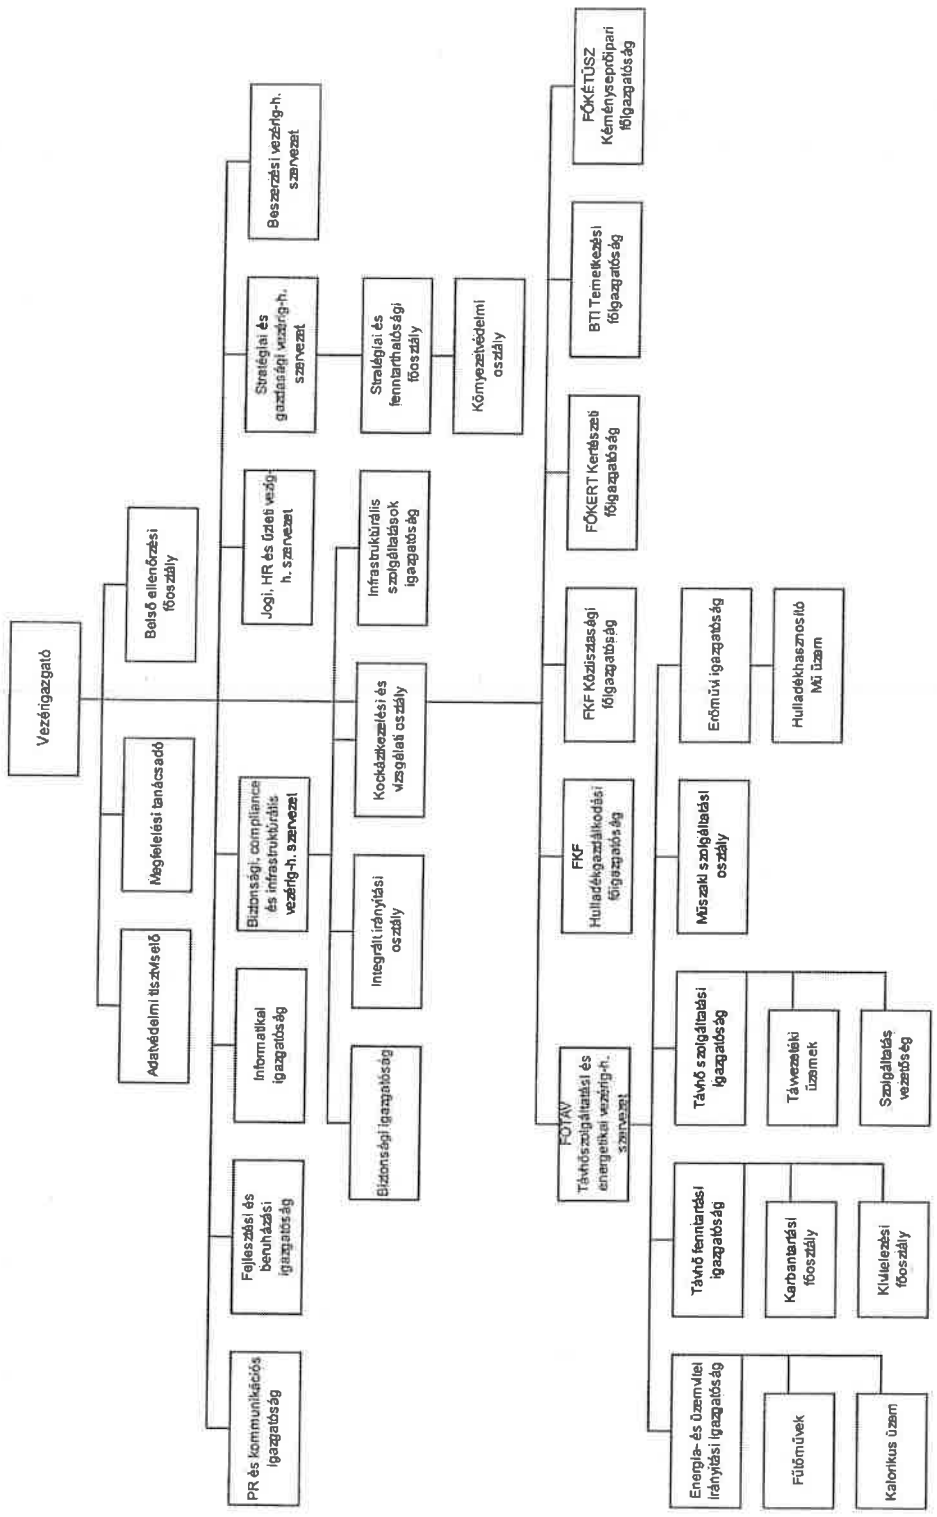 Vezérigazgató
Adatvédelmi tisztviselő
Megfelelési tanácsadó
Belső ellenőrzési
főosztály
PR és kommunikációs
igazgatóság
Fejlesztési és
beruházási
igazgatóság
Informatikai
igazgatóság
Biztonsági, compliance
és infrastruktúrális
vezérig-h. szervezet
Jogi, HR és üzleti vezig-
h. szervezet
Stratégiai és
gazdasági vezérig-h.
szervezet
Beszerzési vezérig-h.
szervezet
Biztonsági igazgatóság
Integrált irányítási
osztály
Kockázatkezelési és
vizsgálati osztály
Infrastruktúrális
szolgáltatások
igazgatóság
Stratégiai és
fenntarthatósági
főosztály
Környezetvédelmi
osztály
FŐTÁV
Távhőszolgáltatási és
energetikai vezérig-h.
szervezet
FKF
Hulladékgazdálkodási
főigazgatóság
FKF Köztisztasági
főigazgatóság
FŐKERT Kertészeti
főigazgatóság
BTI Temetkezési
főigazgatóság
FŐKÉTÜSZ
Kéményseprőipari
főigazgatóság
Energia- és üzemvitel
irányítási igazgatóság
Távhő fenntartási
igazgatóság
Távhő szolgáltatási
igazgatóság
Műszaki szolgáltatási
osztály
Erőművi igazgatóság
Fűtőművek
Karbantartási
főosztály
Távvezetéki
üzemek
Hulladékhasznosító
Mű üzem
Kalorikus üzem
Kivitelezési
főosztály
Szolgáltatás
vezetőség